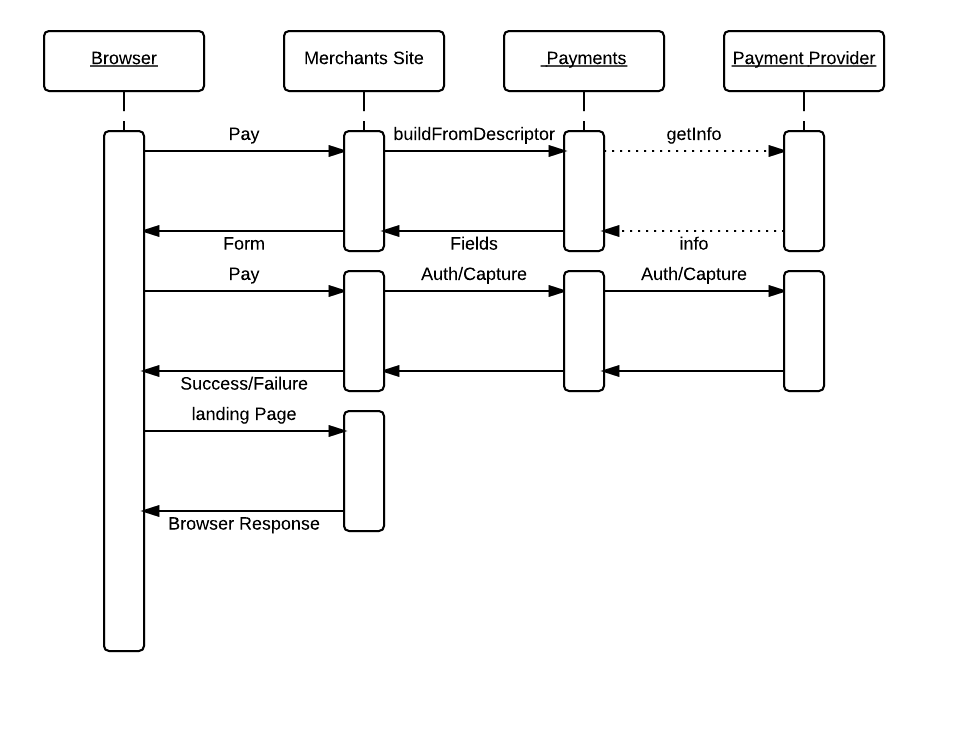 Browser
Merchants Site
Payments
Payment Provider
Pay
buildFromDescriptor
getInfo
Form
Fields
info
Pay
Auth/Capture
Auth/Capture
Success/Failure
landing Page
Browser Response